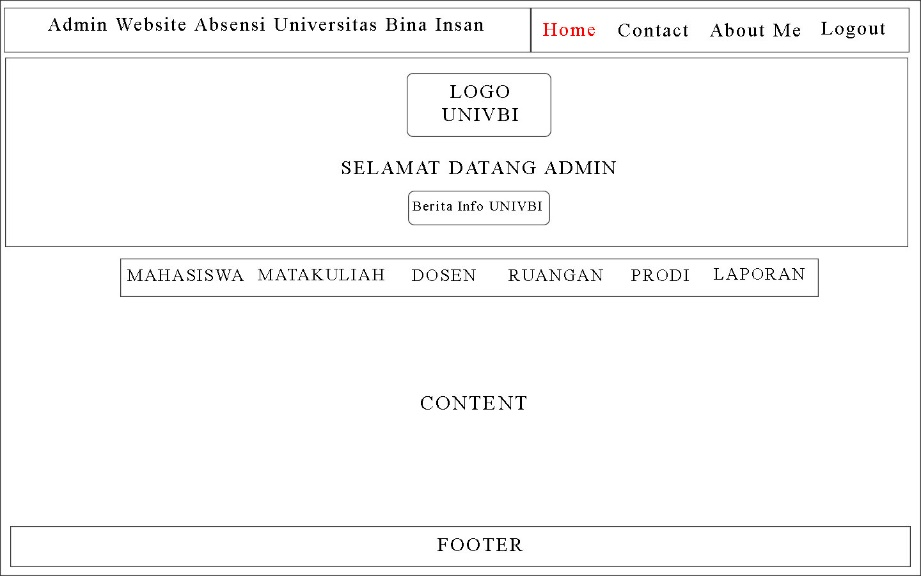 Admin Website Absensi Universitas Bina Insan
Home Contact About Me Logout
LOGO
UNIVBI
SELAMAT DATANG ADMIN
Berita Info UNIVBI
MAHASISWA MATAKULIAH DOSEN RUANGAN PRODI LAPORAN
CONTENT
FOOTER